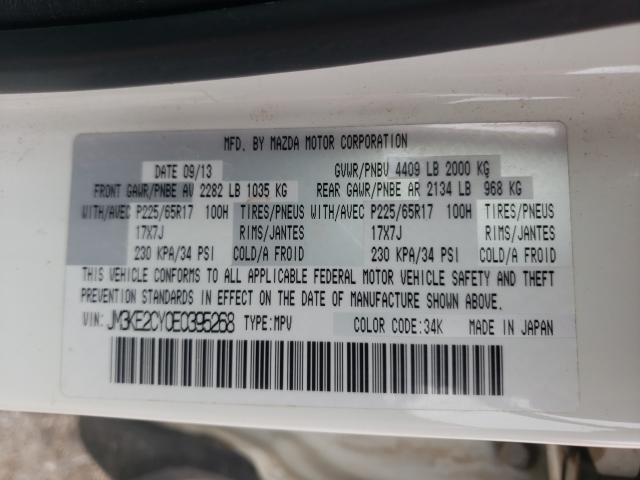 MFD. BY MAZDA MOTOR CORPORATION
DATE 09/13 GVWR/PNBV 4409 LB 2000 KG
FRONT GAWR/PNBE AV 2282 LB 1035 KG REAR GAWR/PNBE AR 2134 LB 968 KG
WITH/AVEC P225/65R17 100H TIRES/PNEUS WITH/AVEC P225/65R17 100H TIRES/PNEUS
17X7J RIMS/JANTES 17X7J RIMS/JANTES
230 KPA/34 PSI COLD/A FROID 230 KPA/34 PSI COLD/A FROID
THIS VEHICLE CONFORMS TO ALL APPLICABLE FEDERAL MOTOR VEHICLE SAFETY AND THEFT
PREVENTION STANDARDS IN EFFECT ON THE DATE OF MANUFACTURE SHOWN ABOVE.
VIN: JM3KE2CY0E0395268 TYPE:MPV COLOR CODE:34K MADE IN JAPAN